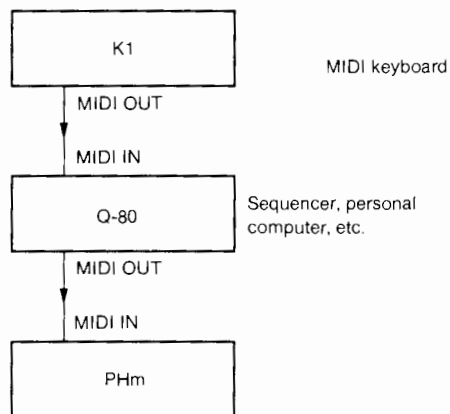 K1
MIDI keyboard
MIDI OUT
MIDI IN
Q-80
Sequencer, personal
computer, etc.
MIDI OUT
MIDI IN
PHm